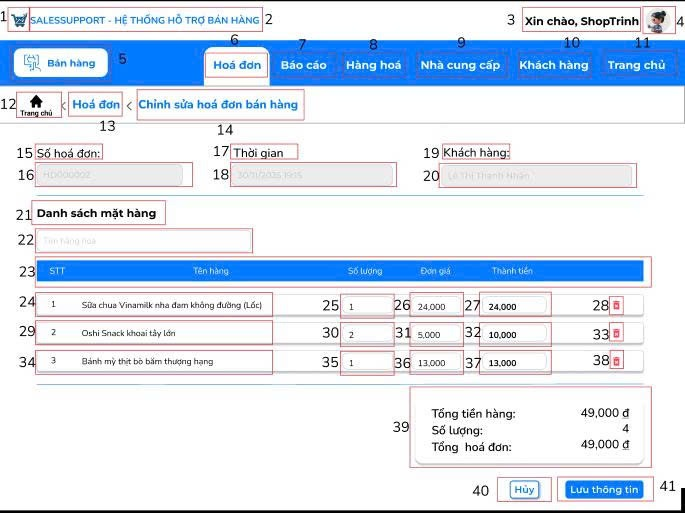 1 SALESSUPPORT - HỆ THỐNG HỖ TRỢ BÁN HÀNG 2 3 Xin chào, ShopTrinh 4
Bán hàng 5 6 Hoá đơn 7 Báo cáo 8 Hàng hoá 9 Nhà cung cấp 10 Khách hàng 11 Trang chủ
12 Trang chủ < Hoá đơn < Chỉnh sửa hoá đơn bán hàng
13 14
15 Số hoá đơn: 17 Thời gian 19 Khách hàng:
16 HD000002 18 30/11/2025 19:15 20 Lê Thị Thanh Nhàn
21 Danh sách mặt hàng
22 Tìm hàng hoá
23 STT Tên hàng Số lượng Đơn giá Thành tiền
24 1 Sữa chua Vinamilk nha đam không đường (Lốc) 25 1 26 24,000 27 24,000 28
29 2 Oshi Snack khoai tây lớn 30 2 31 5,000 32 10,000 33
34 3 Bánh mỳ thịt bò băm thượng hạng 35 1 36 13,000 37 13,000 38
39 Tổng tiền hàng: 49,000 đ
Số lượng: 4
Tổng hoá đơn: 49,000 đ
40 Hủy Lưu thông tin 41